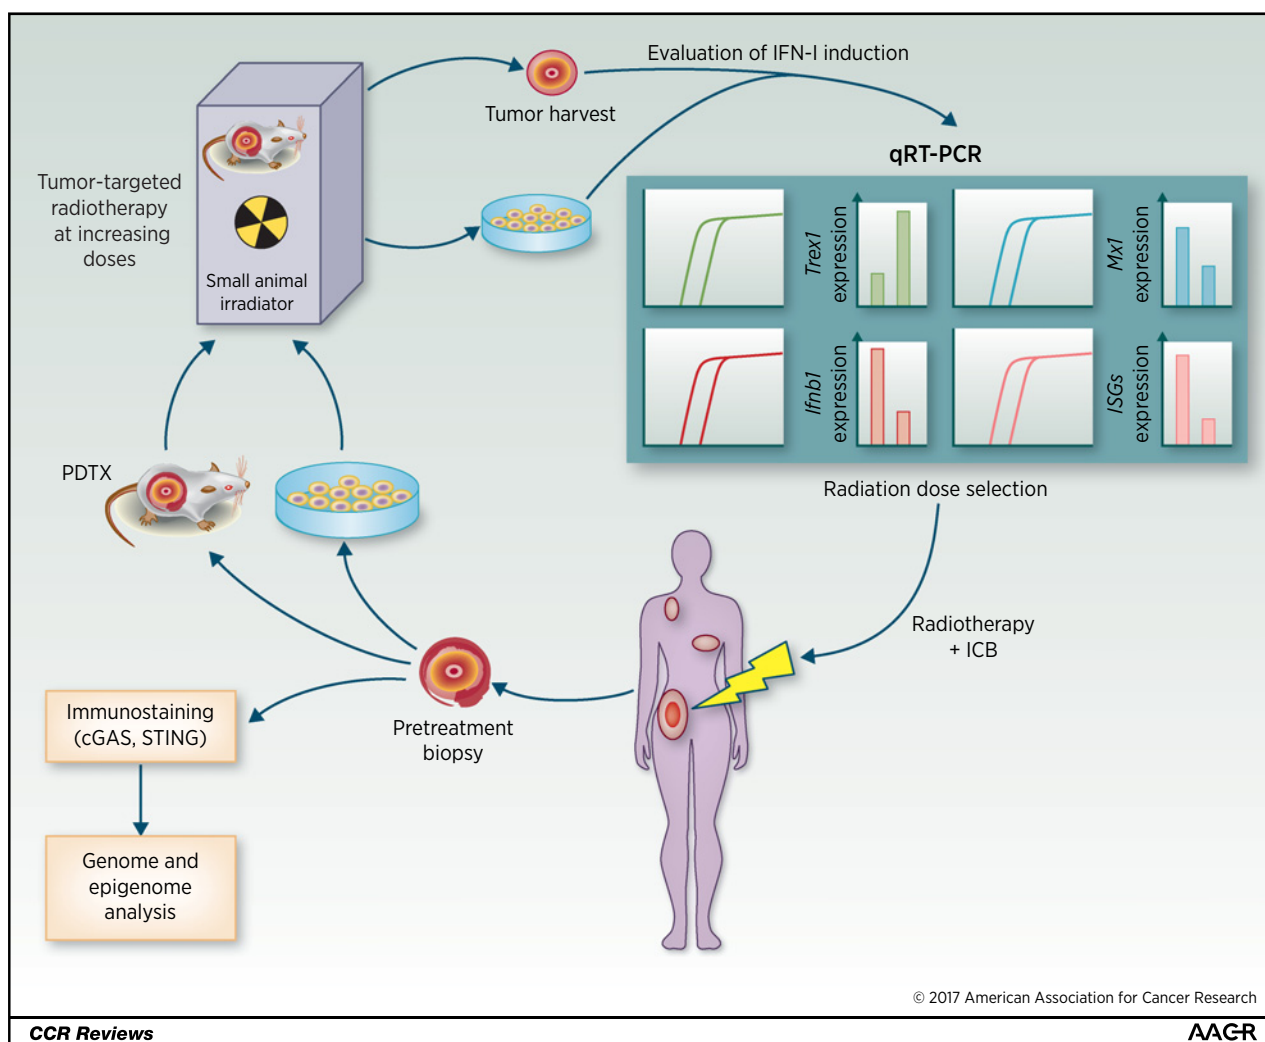 Evaluation of IFN-I induction
Tumor harvest
qRT-PCR
Tumor-targeted
radiotherapy
at increasing
doses
Small animal
irradiator
Trex1
expression
Mx1
expression
Ifnb1
expression
ISGs
expression
PDTX
Radiation dose selection
Radiotherapy
+ ICB
Pretreatment
biopsy
Immunostaining
(cGAS, STING)
Genome and
epigenome
analysis
© 2017 American Association for Cancer Research
CCR Reviews
AACR